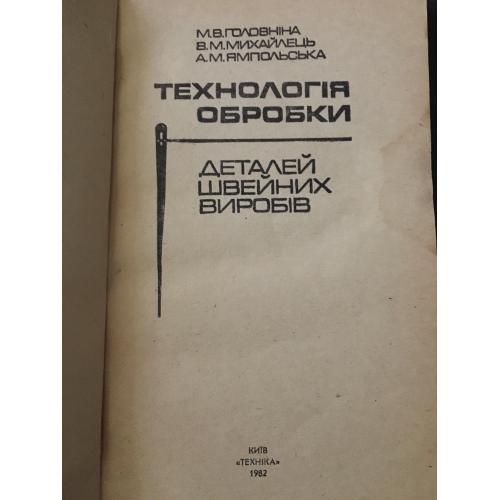 М. В. ГОЛОВНІНА
В. М. МИХАЙЛЕЦЬ
А. М. ЯМПОЛЬСЬКА
ТЕХНОЛОГІЯ
ОБРОБКИ
ДЕТАЛЕЙ
ШВЕЙНИХ
ВИРОБІВ
КИЇВ
«ТЕХНІКА»
1982